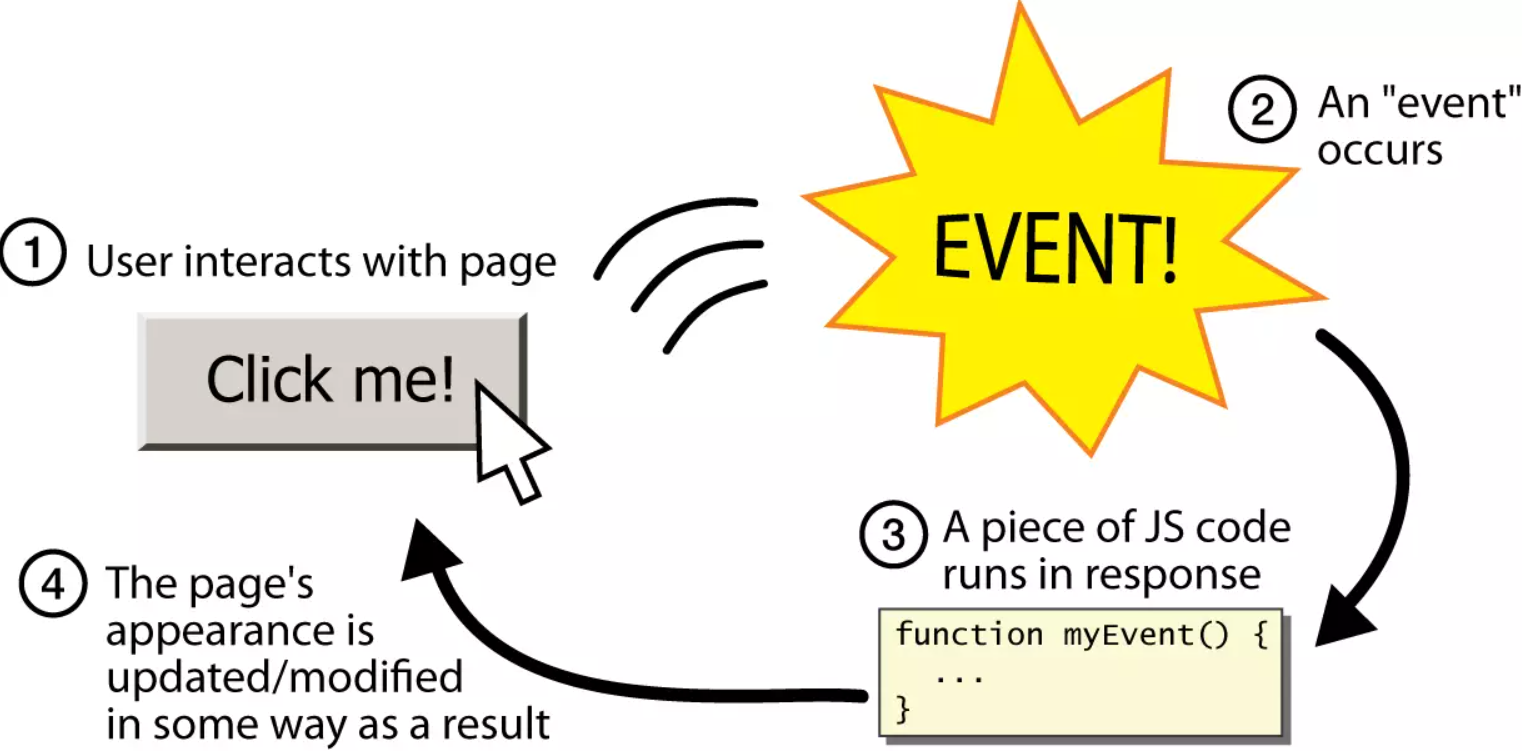 1 User interacts with page
Click me!
EVENT!
2 An "event"
occurs
3 A piece of JS code
runs in response
function myEvent() {
...
}
4 The page's
appearance is
updated/modified
in some way as a result